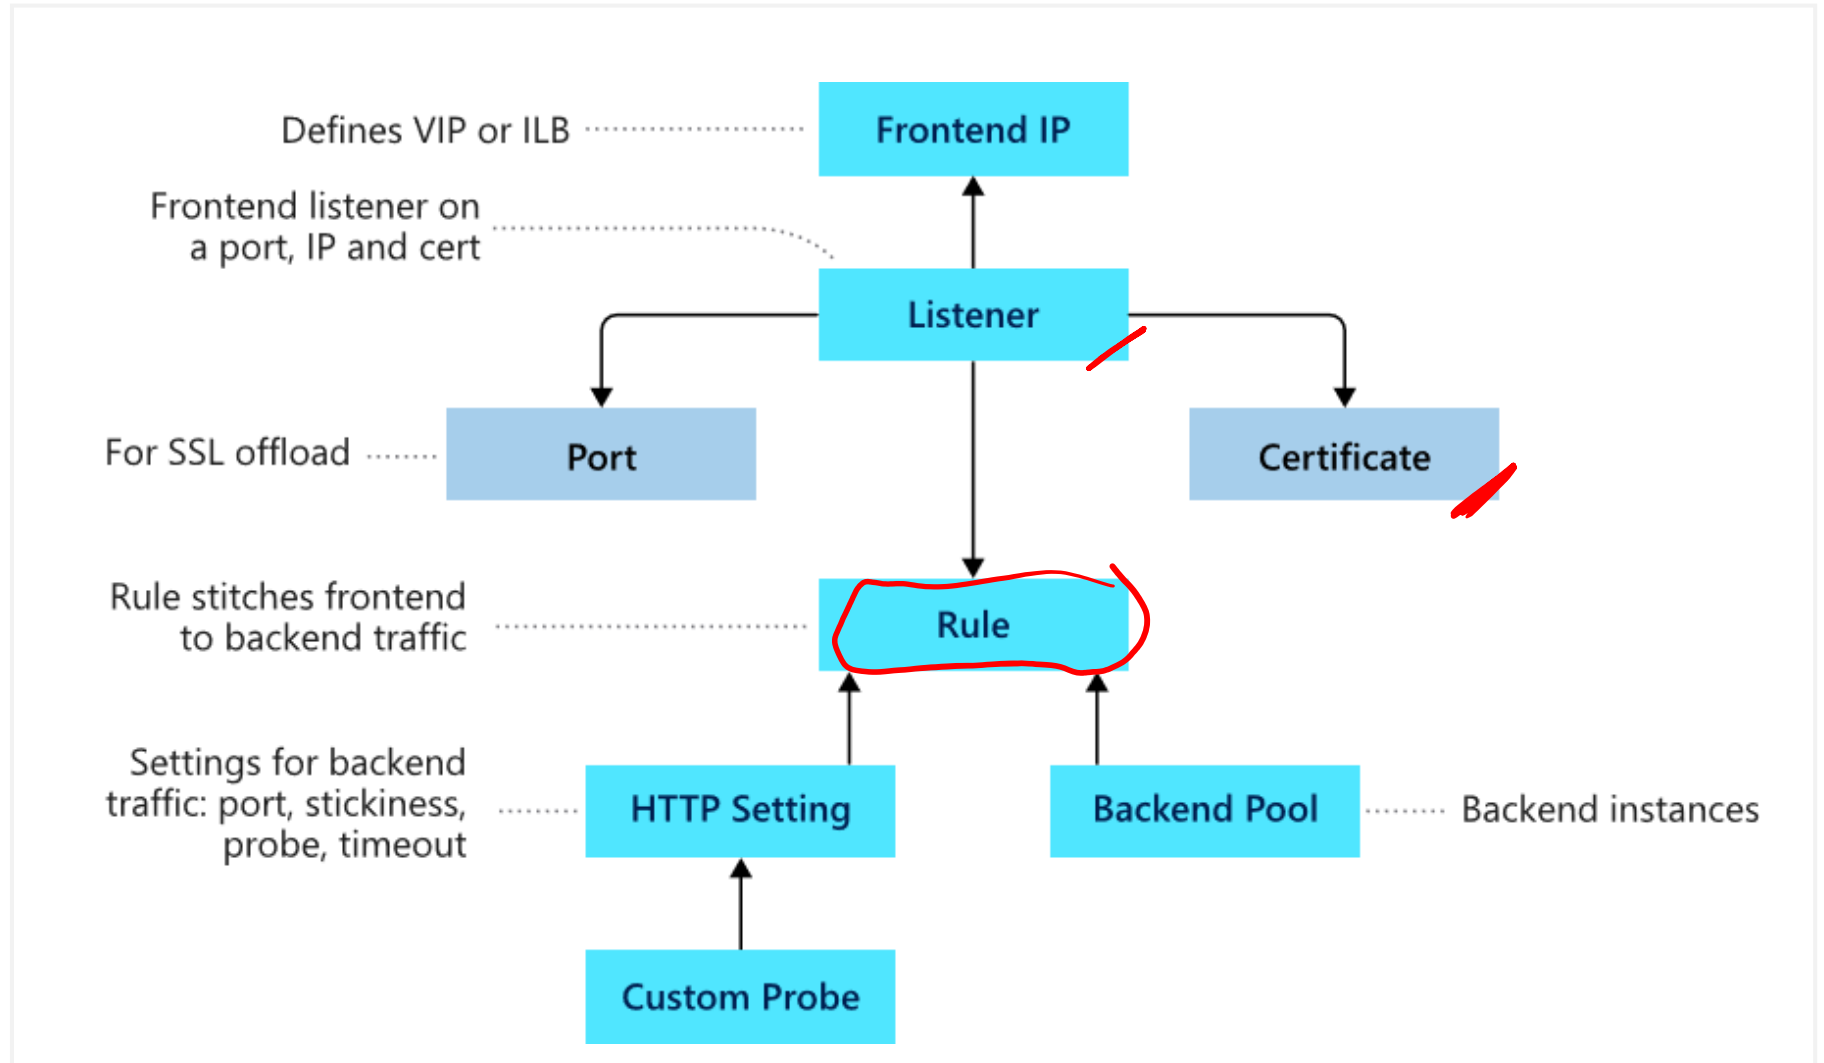 Defines VIP or ILB
Frontend IP
Frontend listener on
a port, IP and cert
Listener
For SSL offload
Port
Certificate
Rule stitches frontend
to backend traffic
Rule
Settings for backend
traffic: port, stickiness,
probe, timeout
HTTP Setting
Backend Pool
Backend instances
Custom Probe